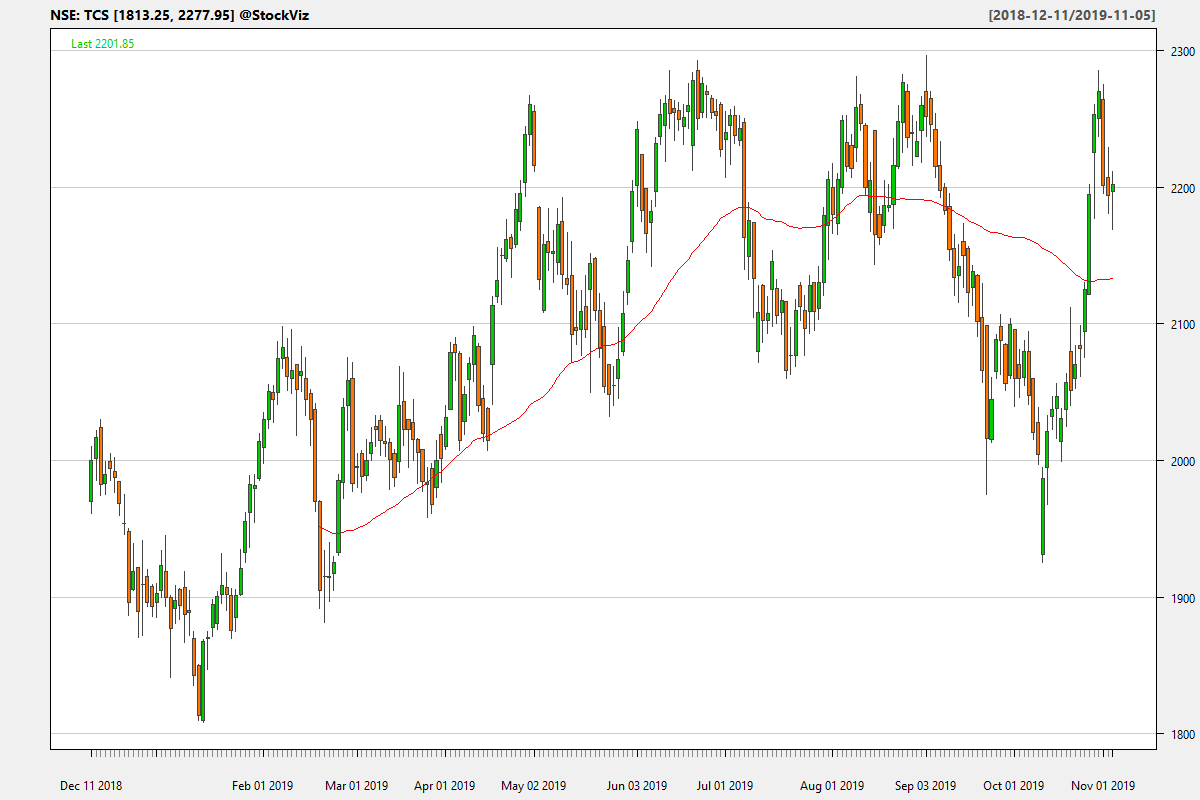 NSE: TCS [1813.25, 2277.95] @StockViz [2018-12-11/2019-11-05]
Last 2201.85
2300
2200
2100
2000
1900
1800
Dec 11 2018 Feb 01 2019 Mar 01 2019 Apr 01 2019 May 02 2019 Jun 03 2019 Jul 01 2019 Aug 01 2019 Sep 03 2019 Oct 01 2019 Nov 01 2019